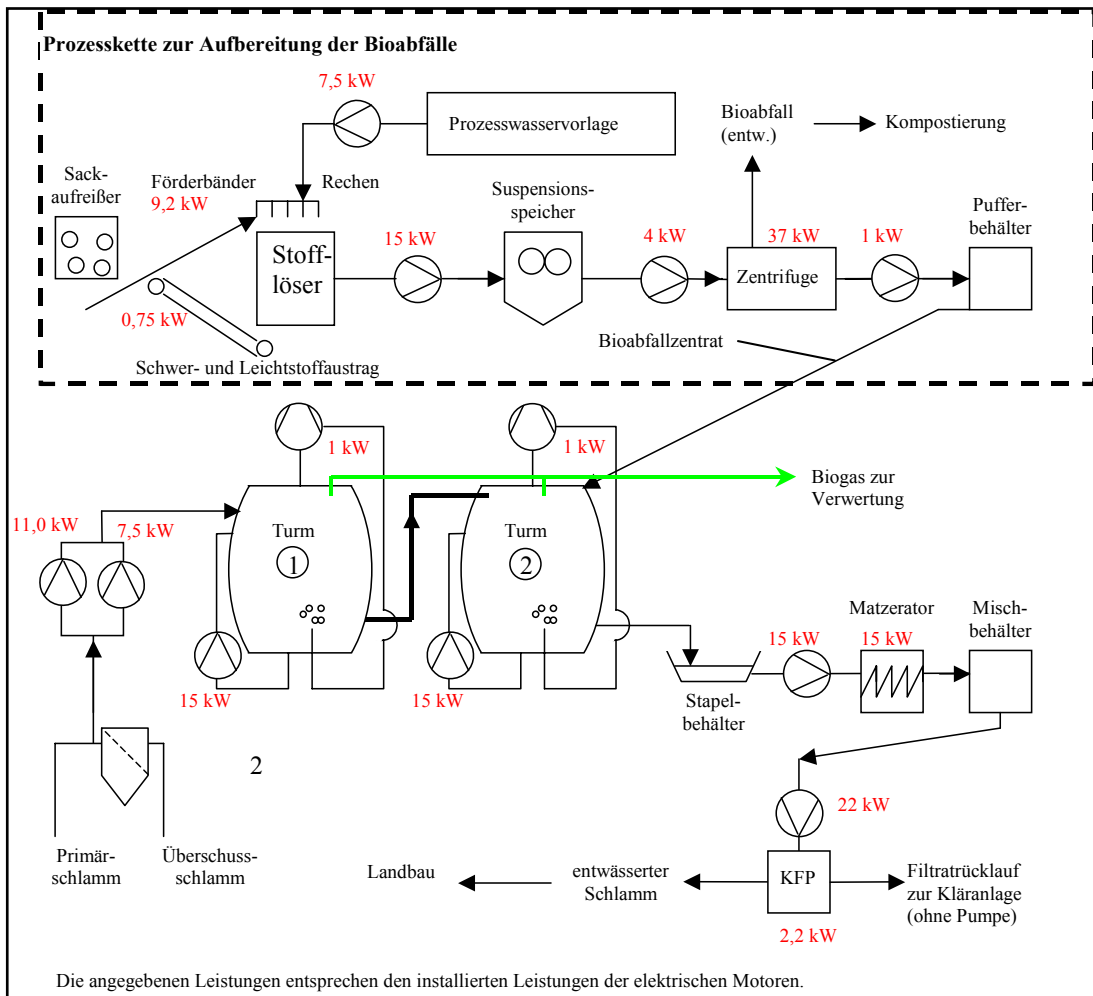 Prozesskette zur Aufbereitung der Bioabfälle
7,5 kW
Prozesswasservorlage
Bioabfall
(entw.)
Kompostierung
Sack-
aufreißer
Förderbänder
9,2 kW
Rechen
Suspensions-
speicher
Puffer-
behälter
Stoff-
löser
15 kW
4 kW
37 kW
Zentrifuge
1 kW
0,75 kW
Schwer- und Leichtstoffaustrag
Bioabfallzentrat
1 kW
1 kW
Biogas zur
Verwertung
11,0 kW
7,5 kW
Turm
1
Turm
2
15 kW
15 kW
15 kW
Matzerator
15 kW
Misch-
behälter
Stapel-
behälter
2
22 kW
Primär-
schlamm
Überschuss-
schlamm
Landbau
entwässerter
Schlamm
KFP
2,2 kW
Filtratrücklauf
zur Kläranlage
(ohne Pumpe)
Die angegebenen Leistungen entsprechen den installierten Leistungen der elektrischen Motoren.